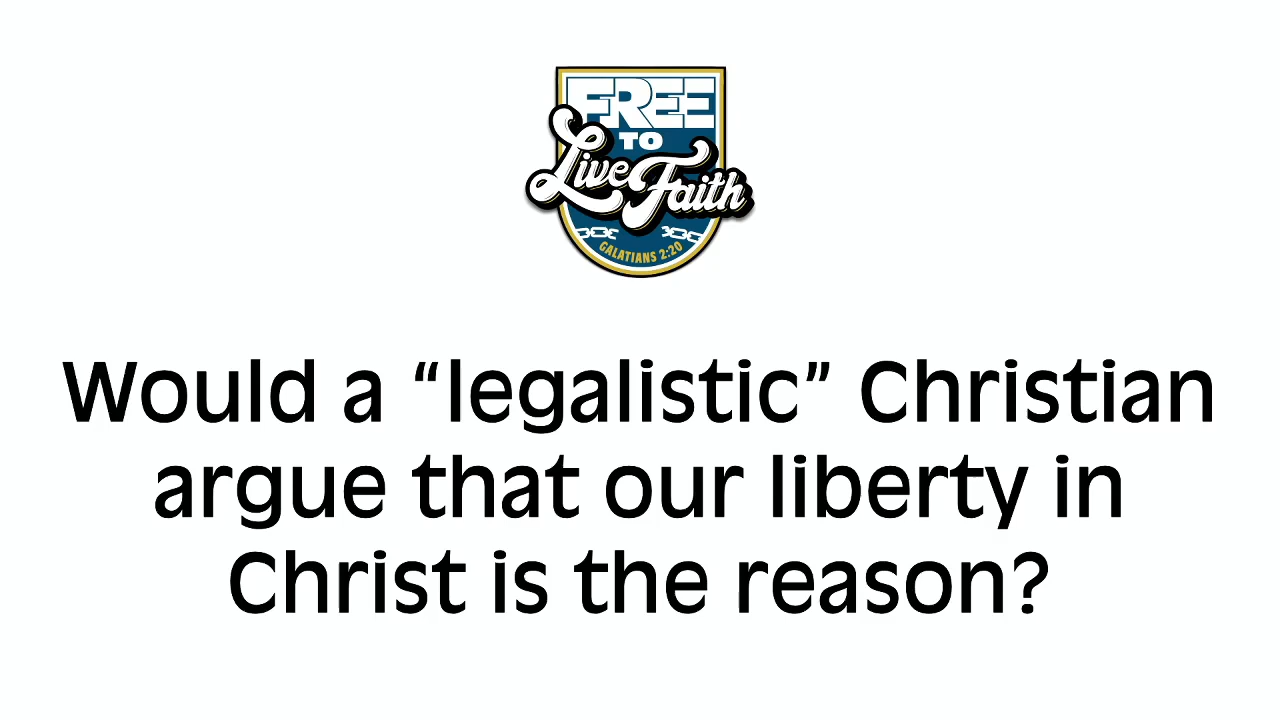 FREE
TO
Live Faith
GALATIANS 2:20
Would a “legalistic” Christian
argue that our liberty in
Christ is the reason?